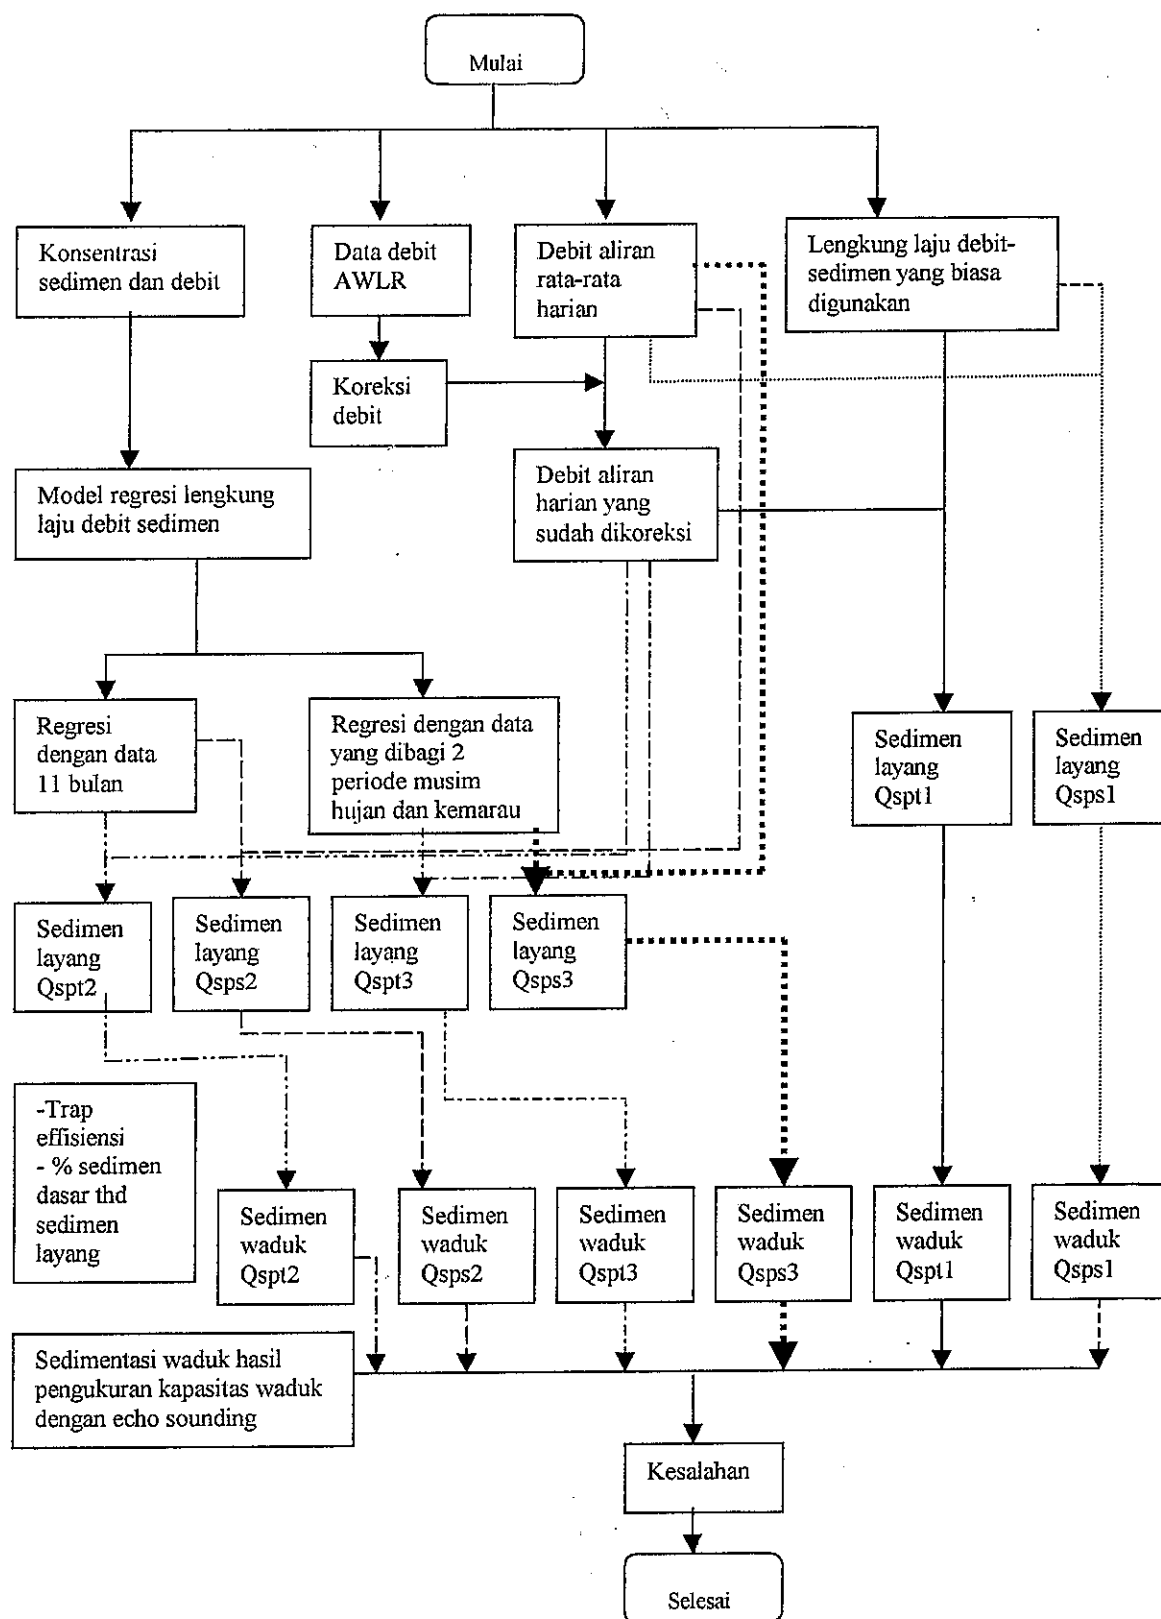 Mulai
Konsentrasi
sedimen dan debit
Data debit
AWLR
Debit aliran
rata-rata
harian
Lengkung laju debit-
sedimen yang biasa
digunakan
Koreksi
debit
Model regresi lengkung
laju debit sedimen
Debit aliran
harian yang
sudah dikoreksi
Regresi
dengan data
11 bulan
Regresi dengan data
yang dibagi 2
periode musim
hujan dan kemarau
Sedimen
layang
Qspt1
Sedimen
layang
Qsps1
Sedimen
layang
Qspt2
Sedimen
layang
Qsps2
Sedimen
layang
Qspt3
Sedimen
layang
Qsps3
-Trap
effisiensi
- % sedimen
dasar thd
sedimen
layang
Sedimen
waduk
Qspt2
Sedimen
waduk
Qsps2
Sedimen
waduk
Qspt3
Sedimen
waduk
Qsps3
Sedimen
waduk
Qspt1
Sedimen
waduk
Qsps1
Sedimentasi waduk hasil
pengukuran kapasitas waduk
dengan echo sounding
Kesalahan
Selesai